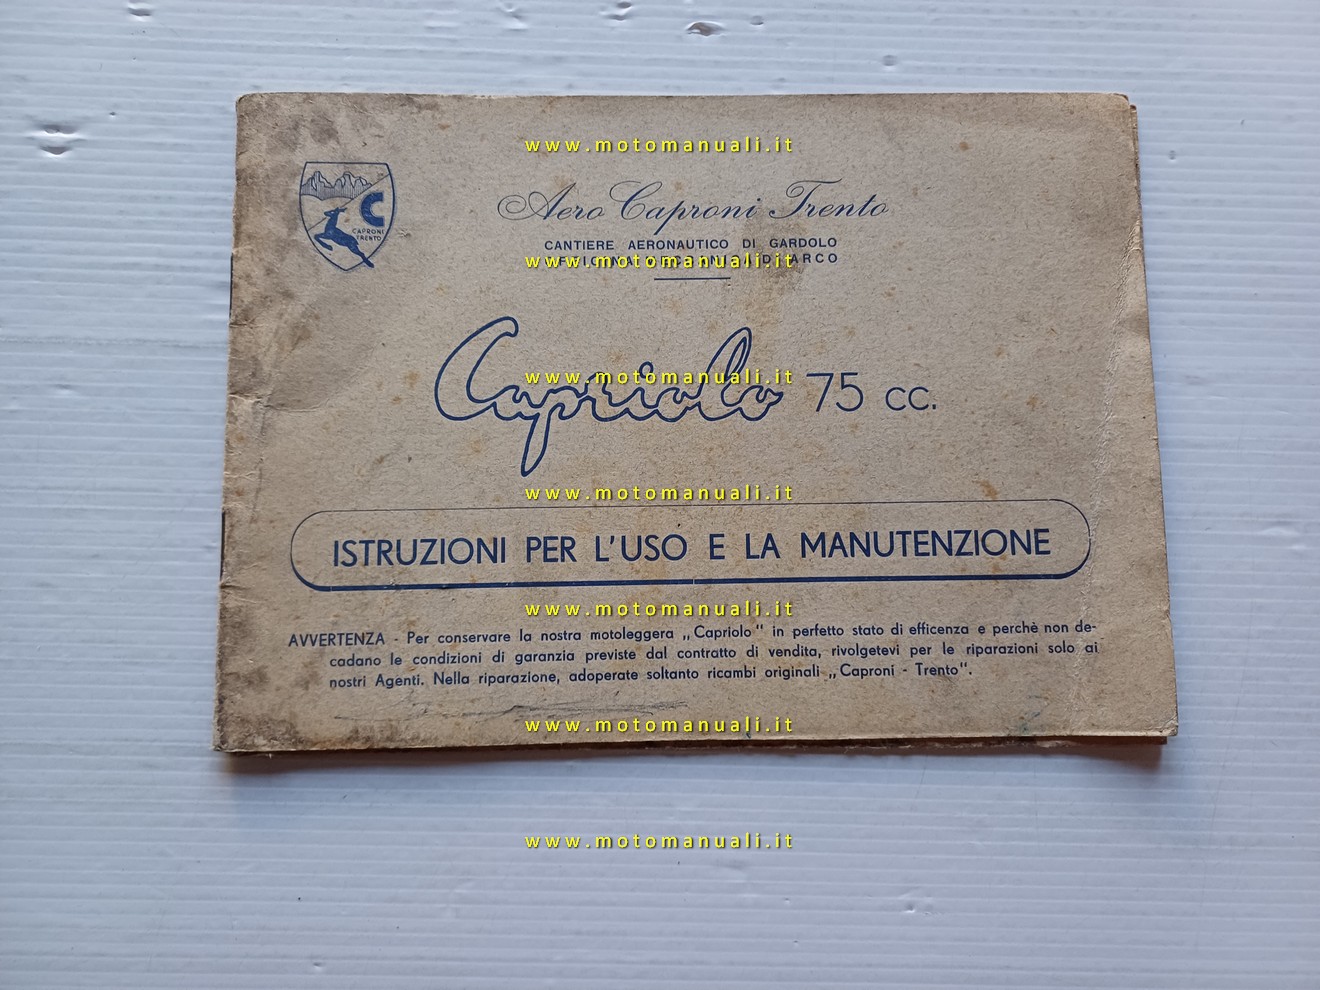 www.motomanuali.it
Aero Caproni Trento
C
CAPRONI
TRENTO
CANTIERE AERONAUTICO DI GARDOLO
ARCO
www.motomanuali.it
Capriolo 75 cc.
www.motomanuali.it
www.motomanuali.it
ISTRUZIONI PER L'USO E LA MANUTENZIONE
www.motomanuali.it
AVVERTENZA - Per conservare la nostra motoleggera „Capriolo" in perfetto stato di efficenza e perchè non de-
cadano le condizioni di garanzia previste dal contratto di vendita, rivolgetevi per le riparazioni solo ai
nostri Agenti. Nella riparazione, adoperate soltanto ricambi originali „Caproni - Trento".
www.motomanuali.it
www.motomanuali.it